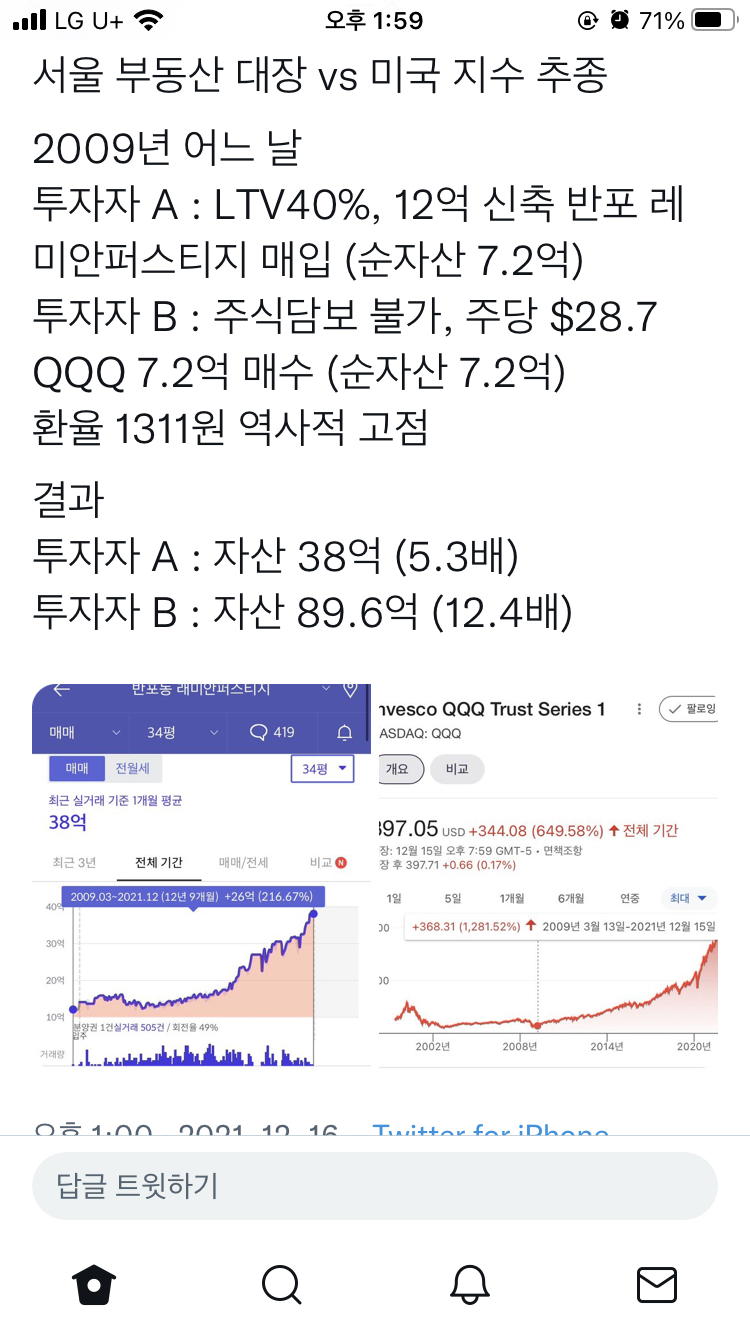 LG U+ 오후 1:59 71%
서울 부동산 대장 vs 미국 지수 추종
2009년 어느 날
투자자 A : LTV40%, 12억 신축 반포 레
미안퍼스티지 매입 (순자산 7.2억)
투자자 B : 주식담보 불가, 주당 $28.7
QQQ 7.2억 매수 (순자산 7.2억)
환율 1311원 역사적 고점
결과
투자자 A : 자산 38억 (5.3배)
투자자 B : 자산 89.6억 (12.4배)
반포동 래미안퍼스티지
매매 34평 419
매매 전월세 34평
최근 실거래 기준 1개월 평균
38억
최근 3년 전체 기간 매매/전세 비교 N
2009.03~2021.12 (12년 9개월) +26억 (216.67%)
40억
30억
20억
10억
분양권 1건실거래 505건 / 회전율 49%
입주
거래량
nvesco QQQ Trust Series 1 팔로잉
ASDAQ: QQQ
개요 비교
397.05 USD +344.08 (649.58%) 전체 기간
장: 12월 15일 오후 7:59 GMT-5 • 면책조항
장 후 397.71 +0.66 (0.17%)
1일 5일 1개월 6개월 연중 최대
+368.31 (1,281.52%) 2009년 3월 13일-2021년 12월 15일
00
00
2002년 2008년 2014년 2020년
오후 1:00 2021. 12. 16. Twitter for iPhone
답글 트윗하기